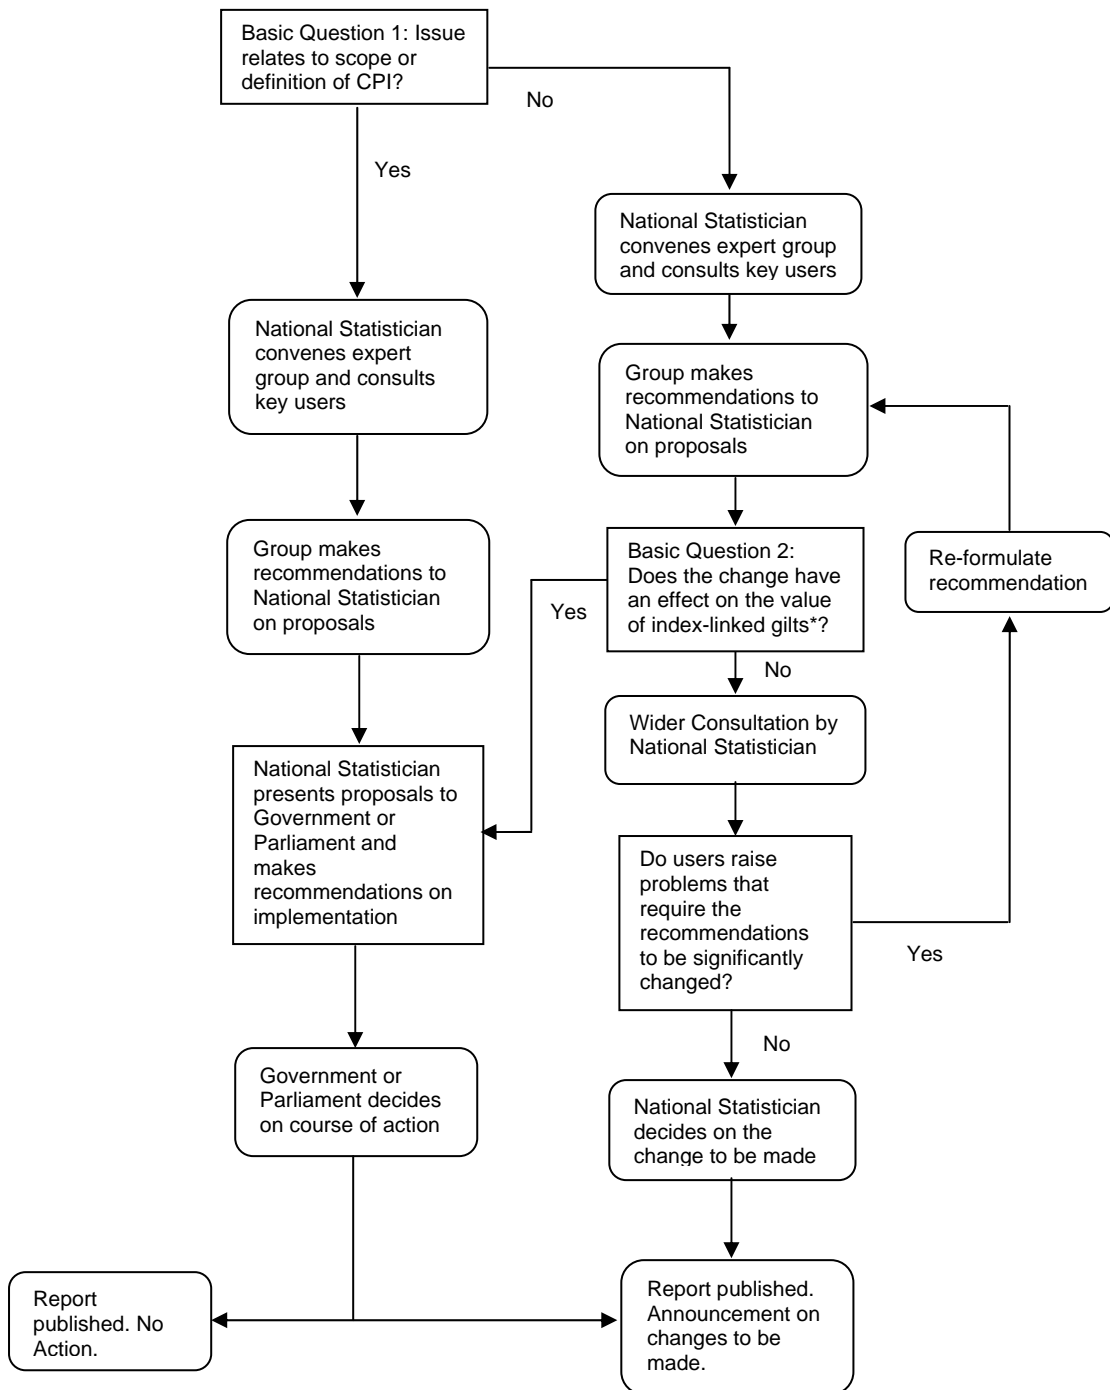 Basic Question 1: Issue
relates to scope or
definition of CPI?
No
Yes
National Statistician
convenes expert group
and consults key users
National Statistician
convenes expert
group and consults
key users
Group makes
recommendations to
National Statistician
on proposals
Group makes
recommendations to
National Statistician
on proposals
Basic Question 2:
Does the change have
an effect on the value
of index-linked gilts*?
Re-formulate
recommendation
Yes
No
Wider Consultation by
National Statistician
National Statistician
presents proposals to
Government or
Parliament and
makes
recommendations on
implementation
Do users raise
problems that
require the
recommendations
to be significantly
changed?
Yes
No
Government or
Parliament decides
on course of action
National Statistician
decides on the
change to be made
Report
published. No
Action.
Report published.
Announcement on
changes to be
made.